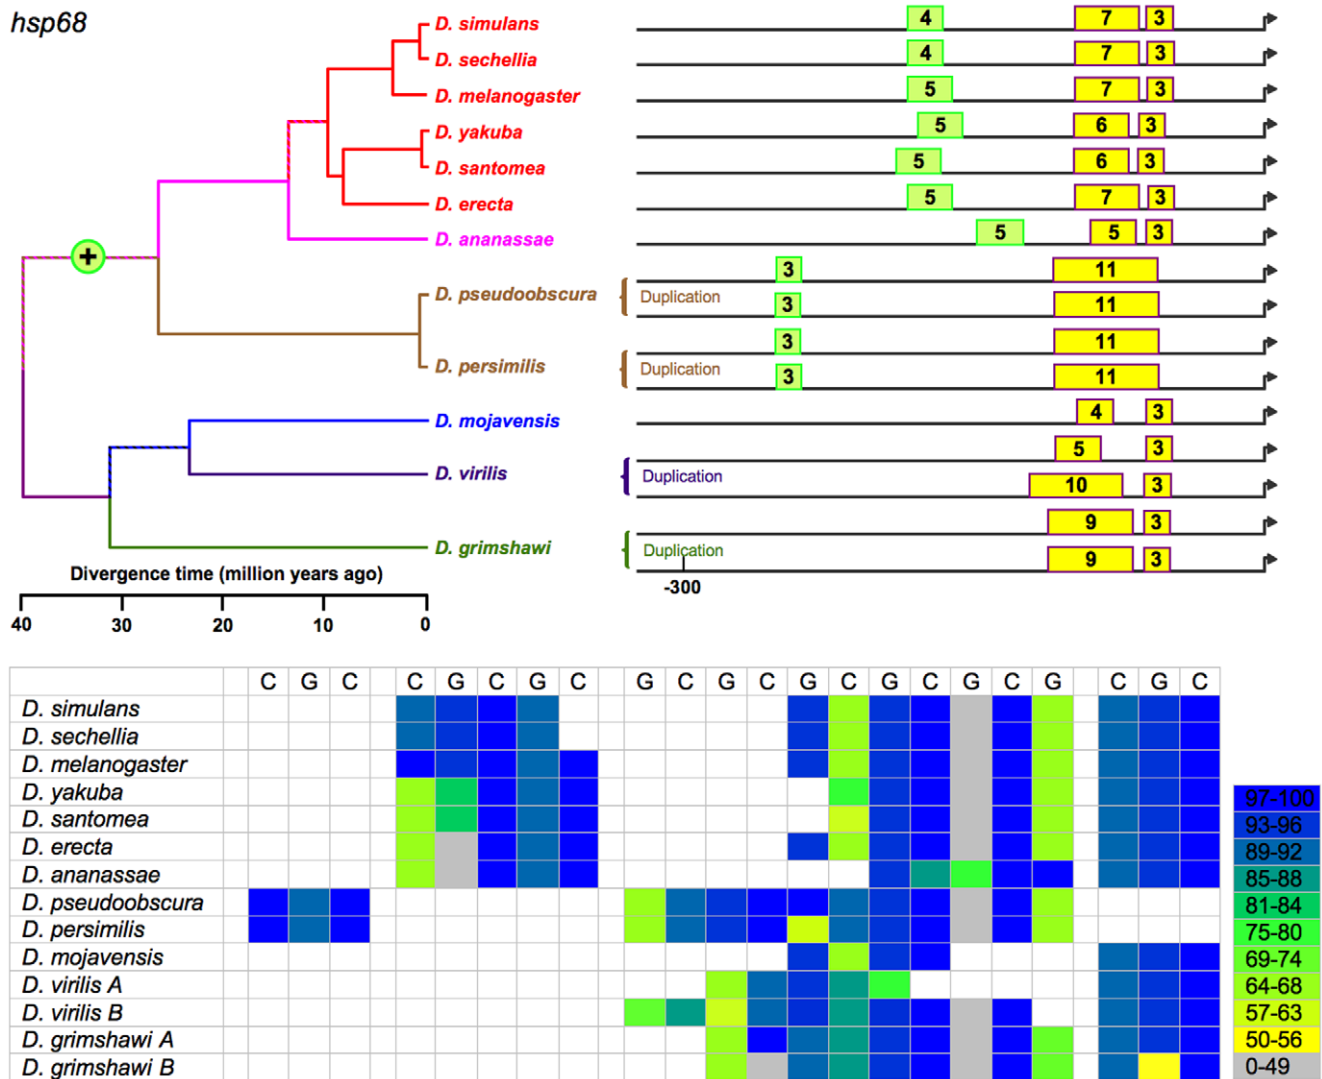 hsp68
D. simulans 4 7 3
D. sechellia 4 7 3
D. melanogaster 5 7 3
D. yakuba 5 6 3
D. santomea 5 6 3
D. erecta 5 7 3
D. ananassae 5 5 3
+
3 11
D. pseudoobscura Duplication
3 11
3 11
D. persimilis Duplication
3 11
D. mojavensis 4 3
5 3
D. virilis Duplication
10 3
9 3
D. grimshawi Duplication
9 3
-300
Divergence time (million years ago)
40 30 20 10 0
C G C C G C G C G C G C G C G C G C G C G C
D. simulans
D. sechellia
D. melanogaster
D. yakuba
D. santomea
D. erecta
D. ananassae
D. pseudoobscura
D. persimilis
D. mojavensis
D. virilis A
D. virilis B
D. grimshawi A
D. grimshawi B
97-100
93-96
89-92
85-88
81-84
75-80
69-74
64-68
57-63
50-56
0-49